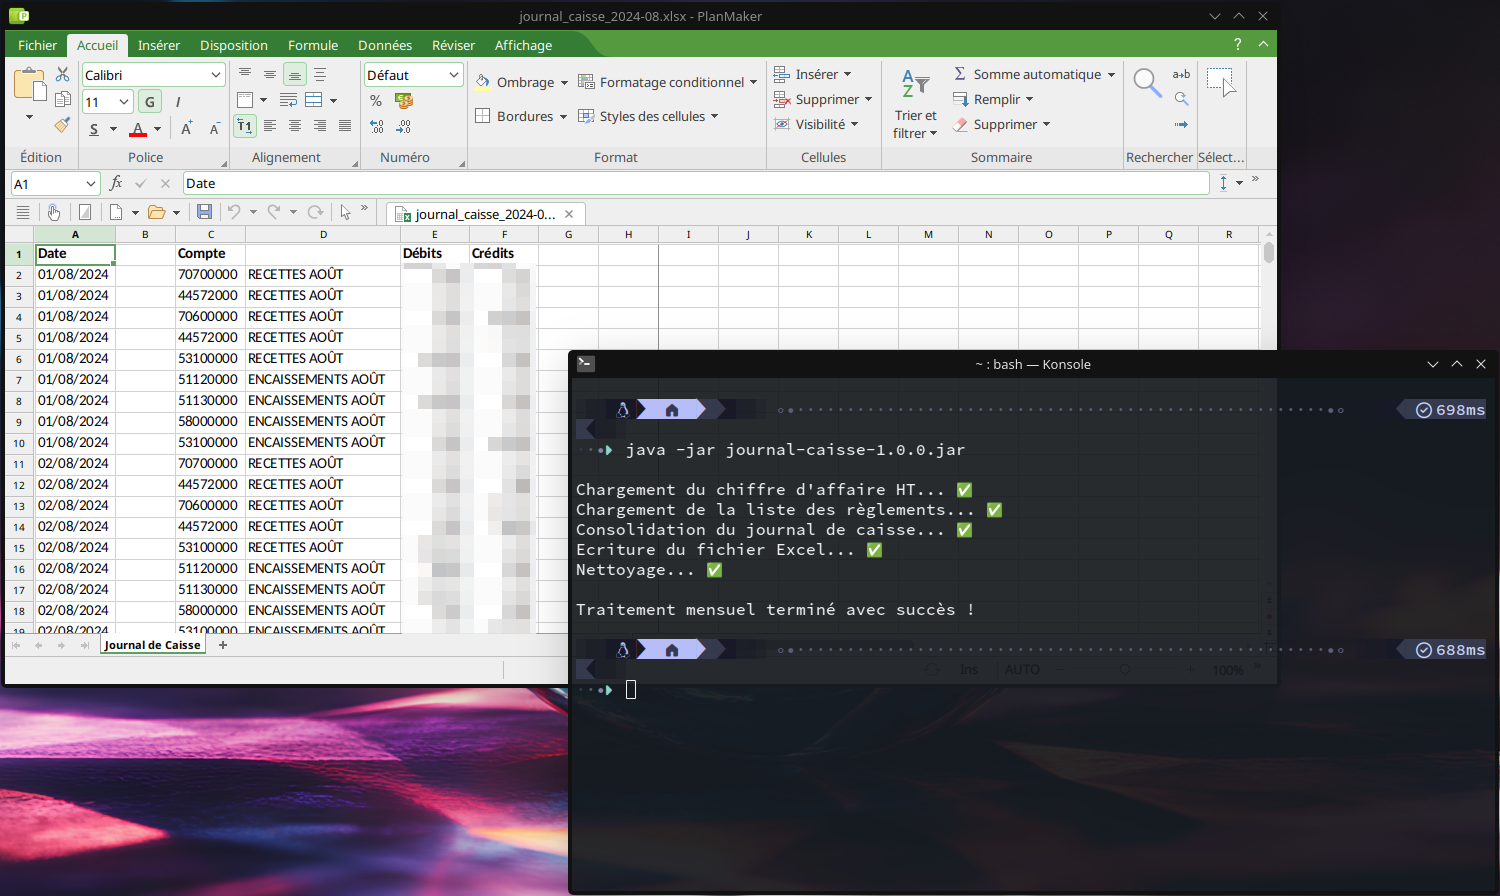 journal_caisse_2024-08.xlsx - PlanMaker
Fichier Accueil Insérer Disposition Formule Données Réviser Affichage ?
Calibri Défaut Ombrage Formatage conditionnel Insérer Somme automatique a+b
11 G I % Supprimer Remplir
S A A A T1 Bordures Styles des cellules Visibilité Trier et filtrer Supprimer
Édition Police Alignement Numéro Format Cellules Sommaire Rechercher Sélect...
A1 fx Date
journal_caisse_2024-0...
A B C D E F G H I J K L M N O P Q R
1 Date Compte Débits Crédits
2 01/08/2024 70700000 RECETTES AOÛT
3 01/08/2024 44572000 RECETTES AOÛT
4 01/08/2024 70600000 RECETTES AOÛT
5 01/08/2024 44572000 RECETTES AOÛT
6 01/08/2024 53100000 RECETTES AOÛT
7 01/08/2024 51120000 ENCAISSEMENTS AOÛT
8 01/08/2024 51130000 ENCAISSEMENTS AOÛT
9 01/08/2024 58000000 ENCAISSEMENTS AOÛT
10 01/08/2024 53100000 ENCAISSEMENTS AOÛT
11 02/08/2024 70700000 RECETTES AOÛT
12 02/08/2024 44572000 RECETTES AOÛT
13 02/08/2024 70600000 RECETTES AOÛT
14 02/08/2024 44572000 RECETTES AOÛT
15 02/08/2024 53100000 RECETTES AOÛT
16 02/08/2024 51120000 ENCAISSEMENTS AOÛT
17 02/08/2024 51130000 ENCAISSEMENTS AOÛT
18 02/08/2024 58000000 ENCAISSEMENTS AOÛT
19 02/08/2024 53100000 ENCAISSEMENTS AOÛT
Journal de Caisse +
~ : bash — Konsole
698ms
java -jar journal-caisse-1.0.0.jar
Chargement du chiffre d'affaire HT... ✅
Chargement de la liste des règlements... ✅
Consolidation du journal de caisse... ✅
Ecriture du fichier Excel... ✅
Nettoyage... ✅
Traitement mensuel terminé avec succès !
688ms
Ins AUTO 100%